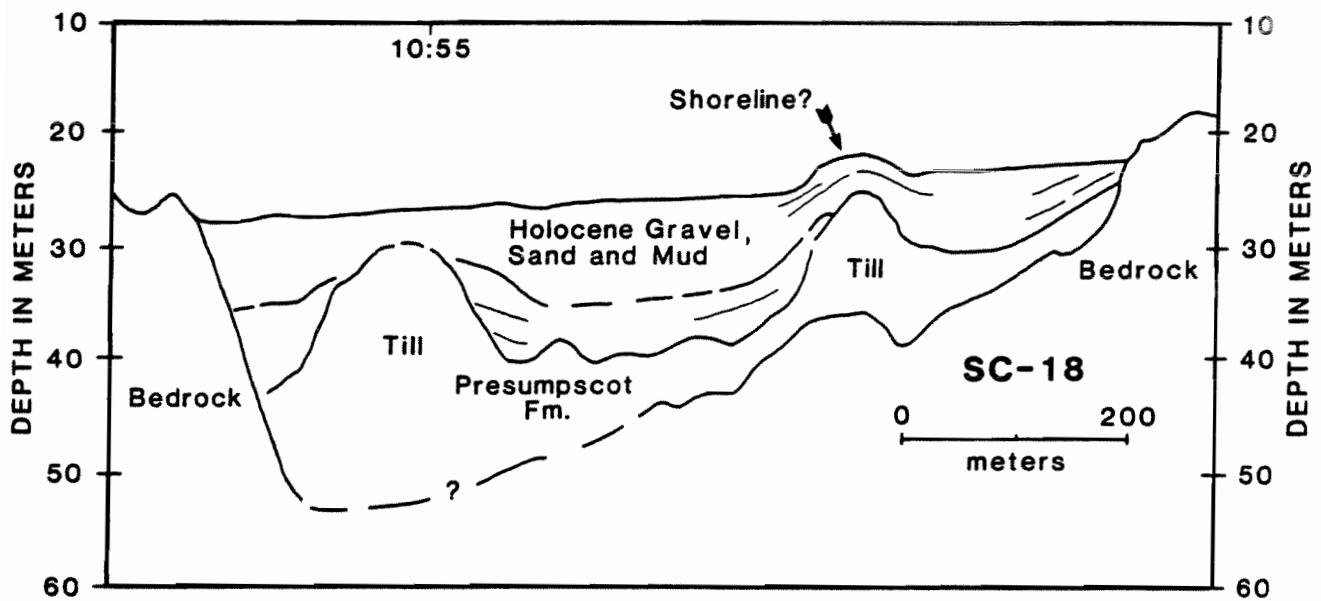 10
10:55
10
Shoreline?
20
20
DEPTH IN METERS
DEPTH IN METERS
Holocene Gravel,
Sand and Mud
30
30
Till
Bedrock
Till
40
40
SC-18
Presumpscot
Fm.
Bedrock
0
200
meters
50
?
50
60
60